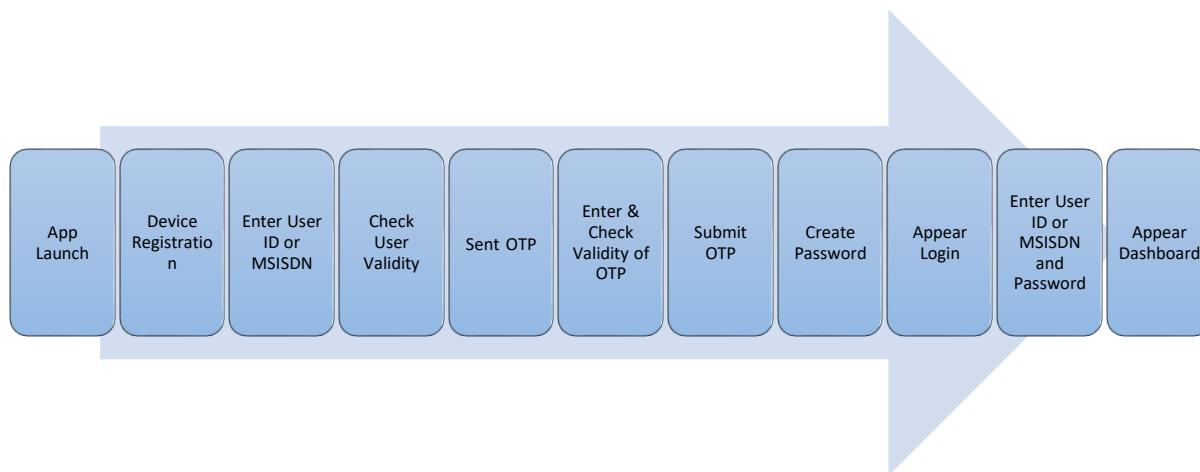 App
Launch
Device
Registratio
n
Enter User
ID or
MSISDN
Check
User
Validity
Sent OTP
Enter &
Check
Validity of
OTP
Submit
OTP
Create
Password
Appear
Login
Enter User
ID or
MSISDN
and
Password
Appear
Dashboard